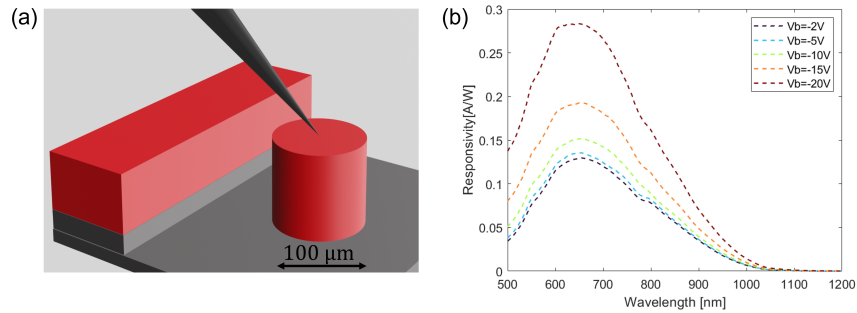 (a)
100 μm
(b)
Responsivity[A/W]
0.3
0.25
0.2
0.15
0.1
0.05
0
500
600
700
800
900
1000
1100
1200
Wavelength [nm]
Vb=-2V
Vb=-5V
Vb=-10V
Vb=-15V
Vb=-20V